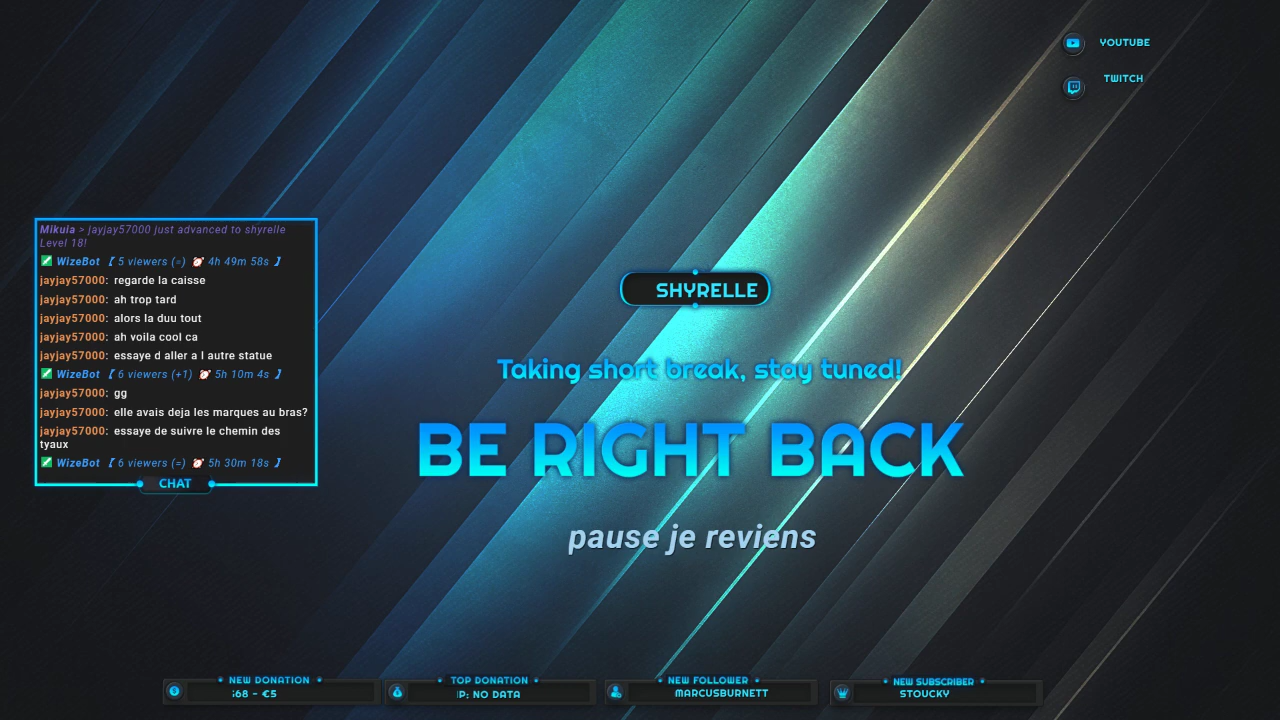 YOUTUBE
TWITCH
Mikuia > jayjay57000 just advanced to shyrelle
Level 18!
WizeBot 【 5 viewers (=) ⏰ 4h 49m 58s 】
jayjay57000: regarde la caisse
jayjay57000: ah trop tard
jayjay57000: alors la duu tout
jayjay57000: ah voila cool ca
jayjay57000: essaye d aller a l autre statue
WizeBot 【 6 viewers (+1) ⏰ 5h 10m 4s 】
jayjay57000: gg
jayjay57000: elle avais deja les marques au bras?
jayjay57000: essaye de suivre le chemin des
tyaux
WizeBot 【 6 viewers (=) ⏰ 5h 30m 18s 】
CHAT
SHYRELLE
Taking short break, stay tuned!
BE RIGHT BACK
pause je reviens
NEW DONATION
68 - €5
TOP DONATION
P: NO DATA
NEW FOLLOWER
MARCUSBURNETT
NEW SUBSCRIBER
STOUCKY